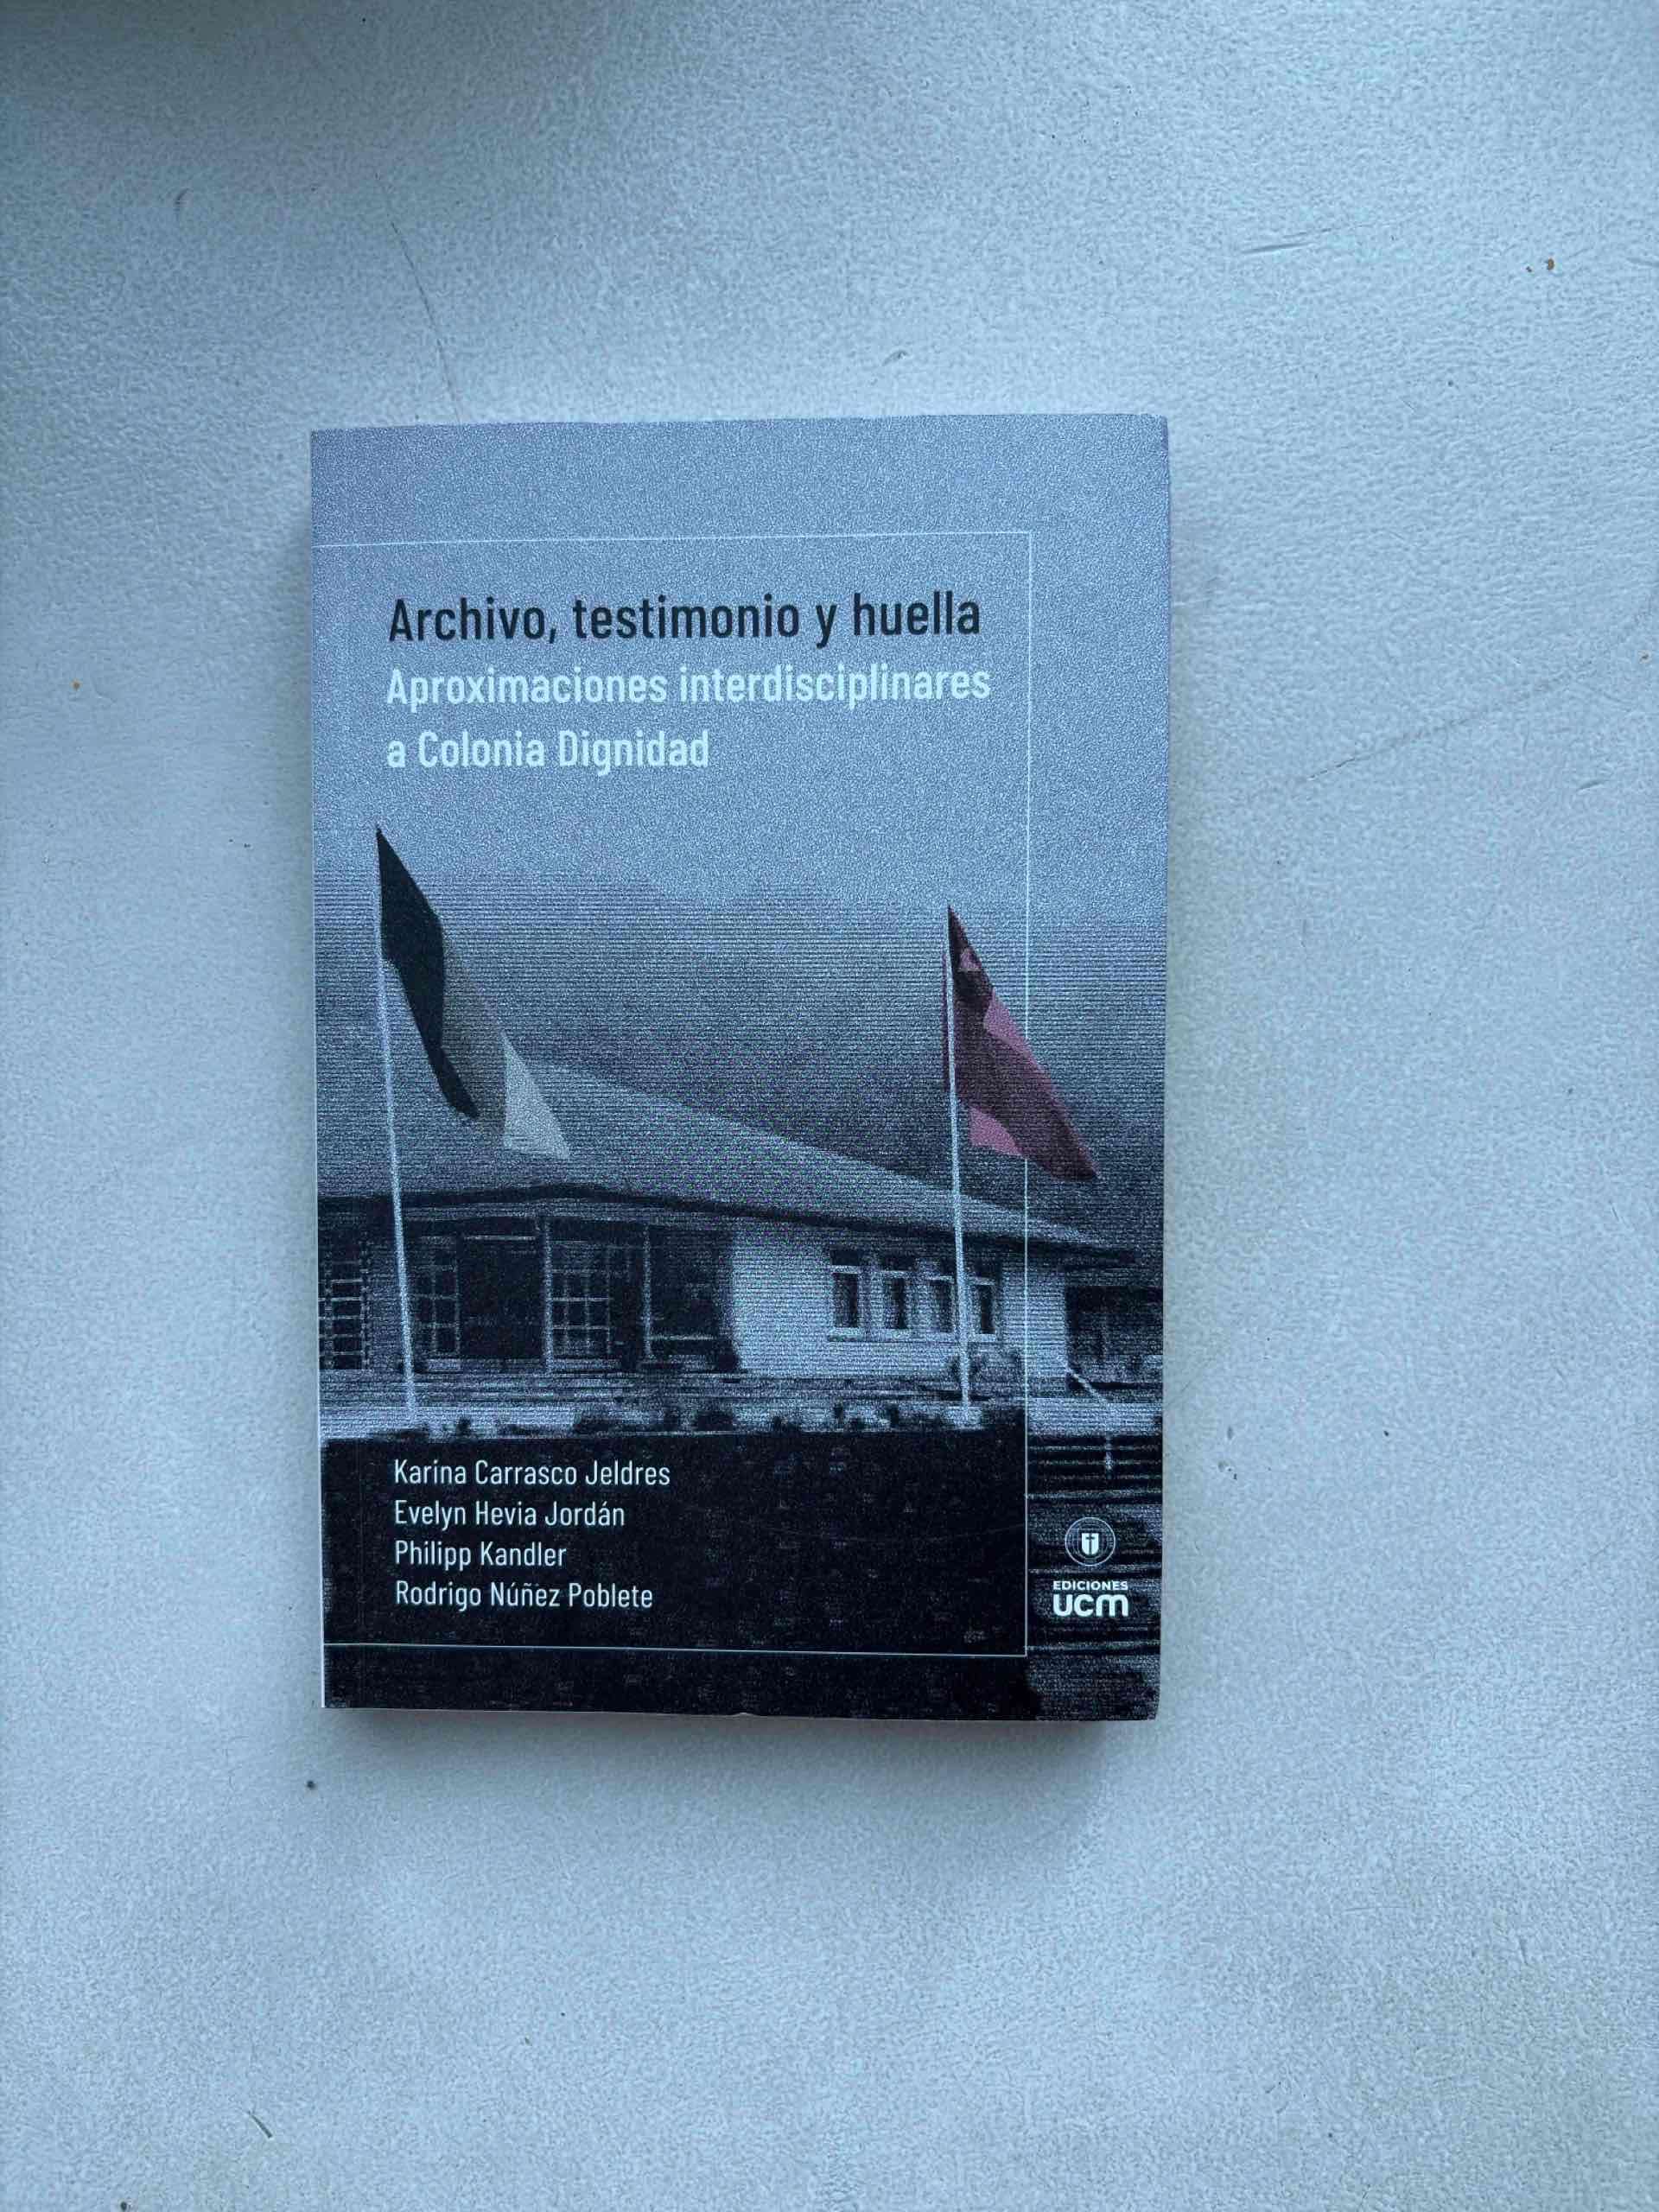 Archivo, testimonio y huella
Aproximaciones interdisciplinares
a Colonia Dignidad
Karina Carrasco Jeldres
Evelyn Hevia Jordán
Philipp Kandler
Rodrigo Núñez Poblete
EDICIONES
UCM